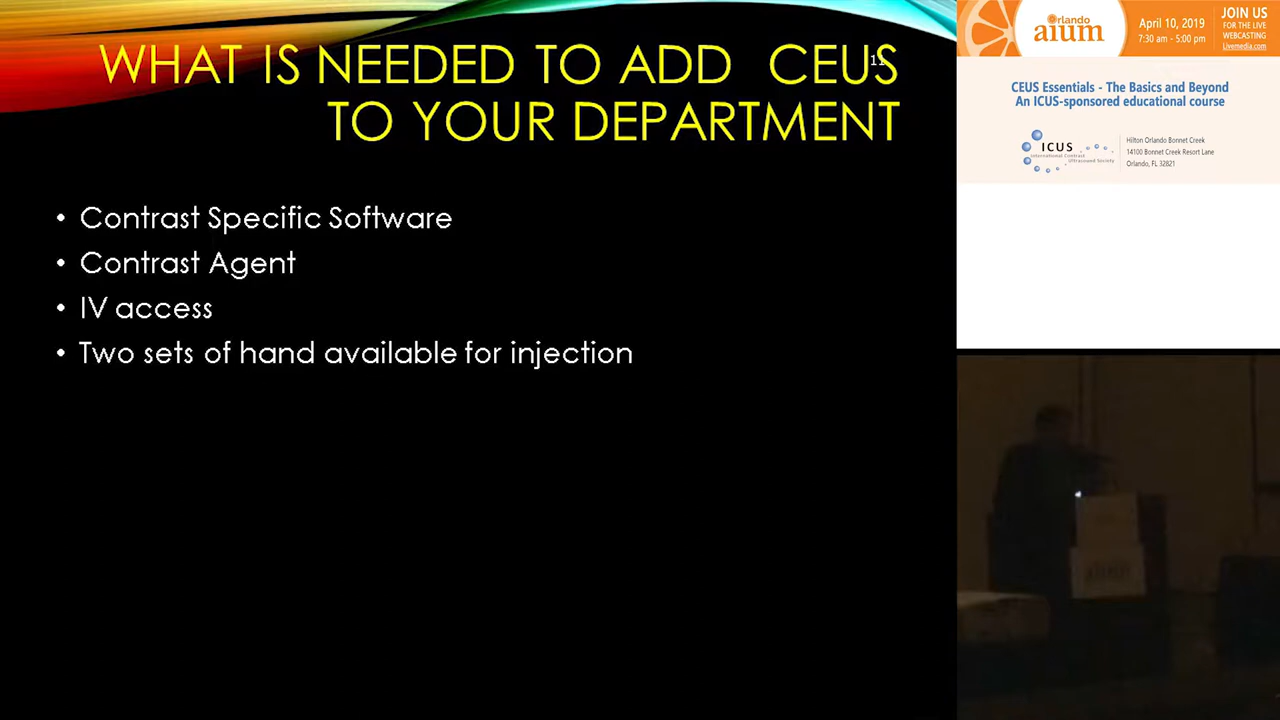 WHAT IS NEEDED TO ADD CEUS
11
TO YOUR DEPARTMENT
• Contrast Specific Software
• Contrast Agent
• IV access
• Two sets of hand available for injection
Orlando
aium
April 10, 2019
7:30 am - 5:00 pm
JOIN US
FOR THE LIVE
WEBCASTING
Livemedia.com
CEUS Essentials - The Basics and Beyond
An ICUS-sponsored educational course
ICUS
International Contrast
Ultrasound Society
Hilton Orlando Bonnet Creek
14100 Bonnet Creek Resort Lane
Orlando, FL 32821